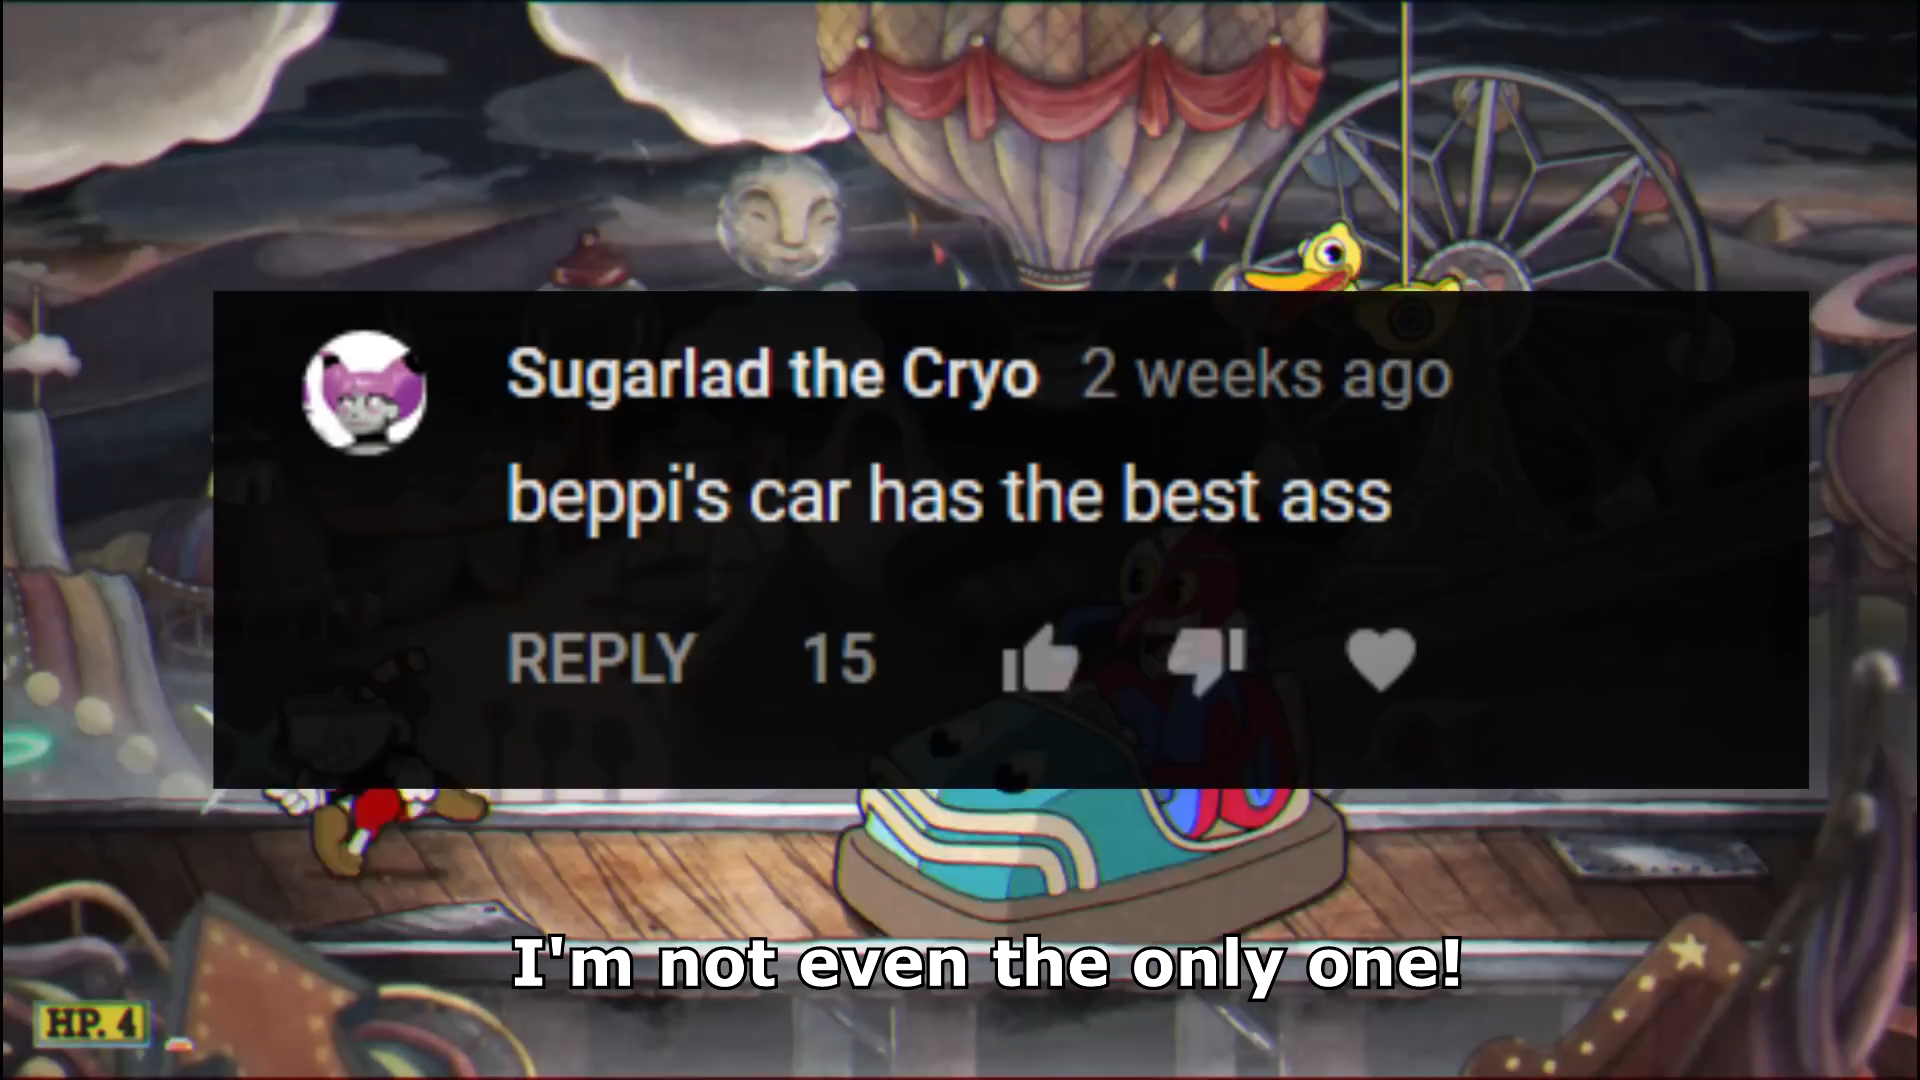 Sugarlad the Cryo 2 weeks ago
beppi's car has the best ass
REPLY 15
I'm not even the only one!
HP. 4